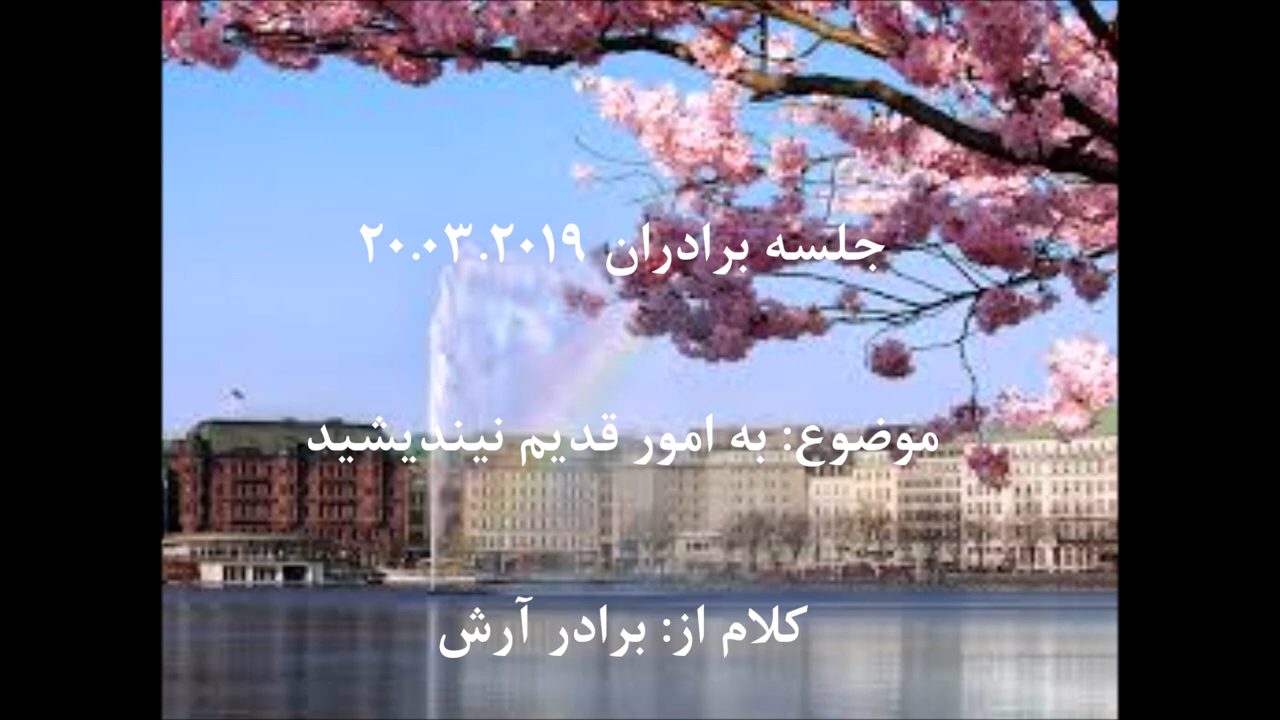 جلسه برادران ۲۰.۰۳.۲۰۱۹
موضوع: به امور قدیم نیندیشید
کلام از: برادر آرش